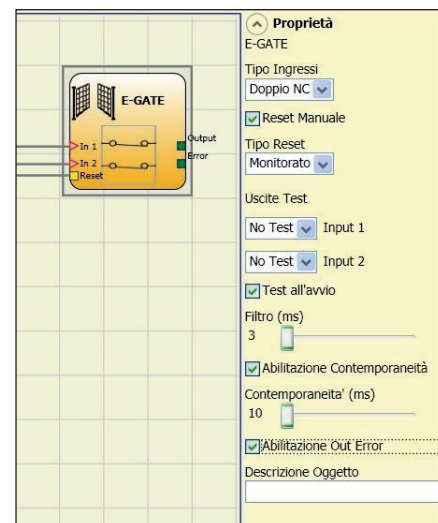 E-GATE
In 1
In 2
Reset
Output
Error
Proprietà
E-GATE
Tipo Ingressi
Doppio NC
Reset Manuale
Tipo Reset
Monitorato
Uscite Test
No Test Input 1
No Test Input 2
Test all'avvio
Filtro (ms)
3
Abilitazione Contemporaneità
Contemporaneita' (ms)
10
Abilitazione Out Error
Descrizione Oggetto